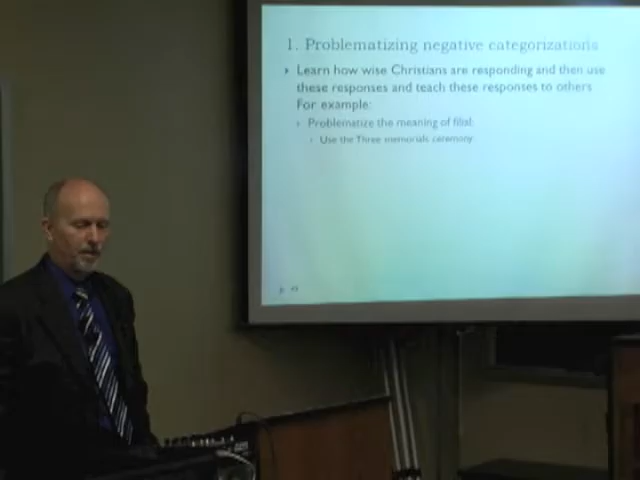 1. Problematizing negative categorizations
Learn how wise Christians are responding and then use
these responses and teach these responses to others
For example:
Problematize the meaning of filial:
Use the Three memorials ceremony